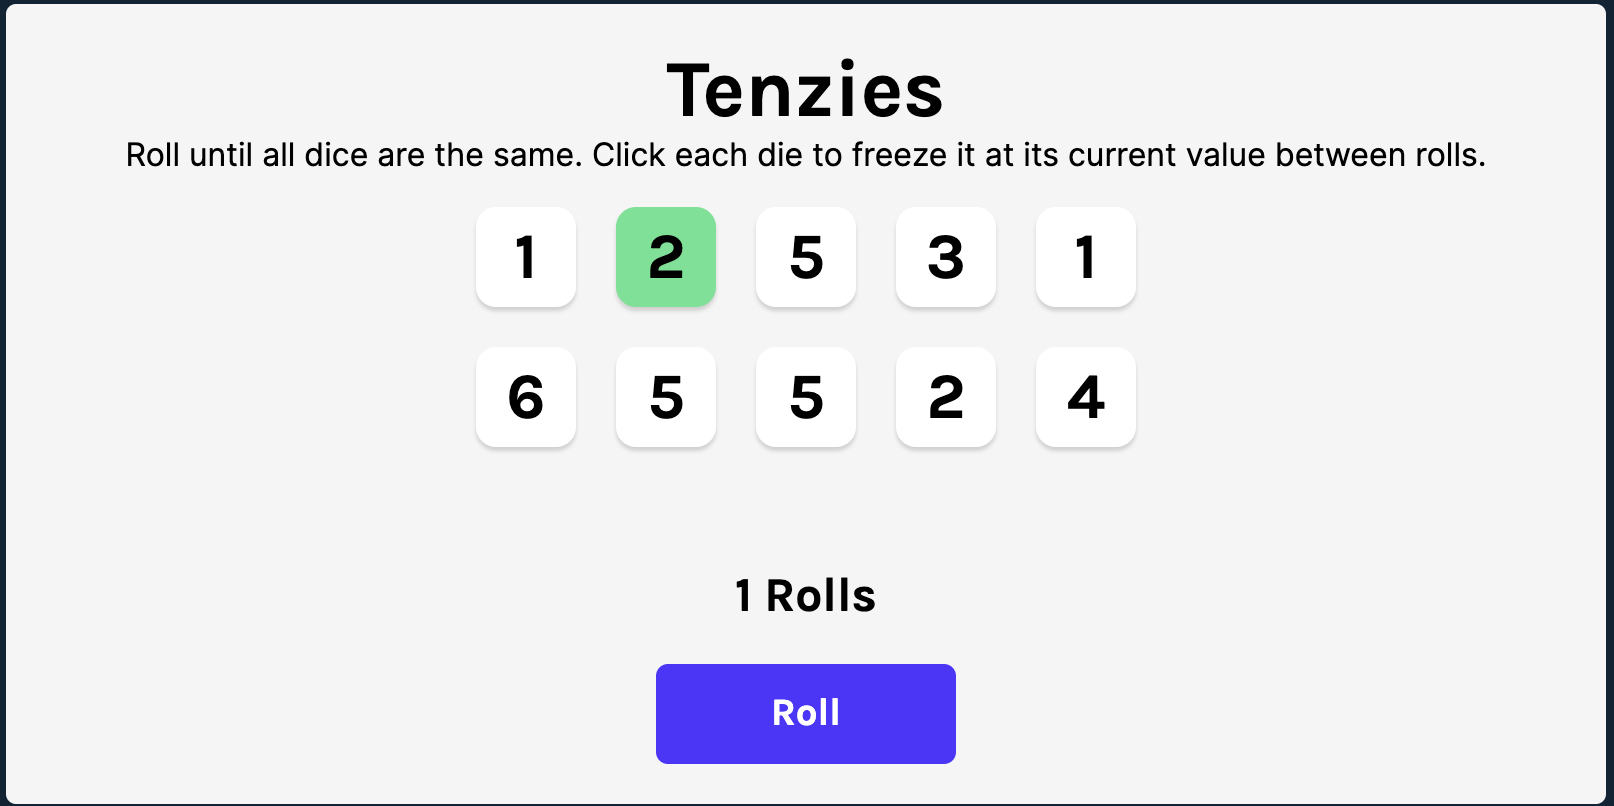 Tenzies
Roll until all dice are the same. Click each die to freeze it at its current value between rolls.
1 2 5 3 1
6 5 5 2 4
1 Rolls
Roll